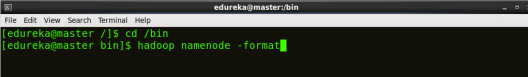 edureka@master:/bin
File Edit View Search Terminal Help
[edureka@master /]$ cd /bin
[edureka@master bin]$ hadoop namenode -format